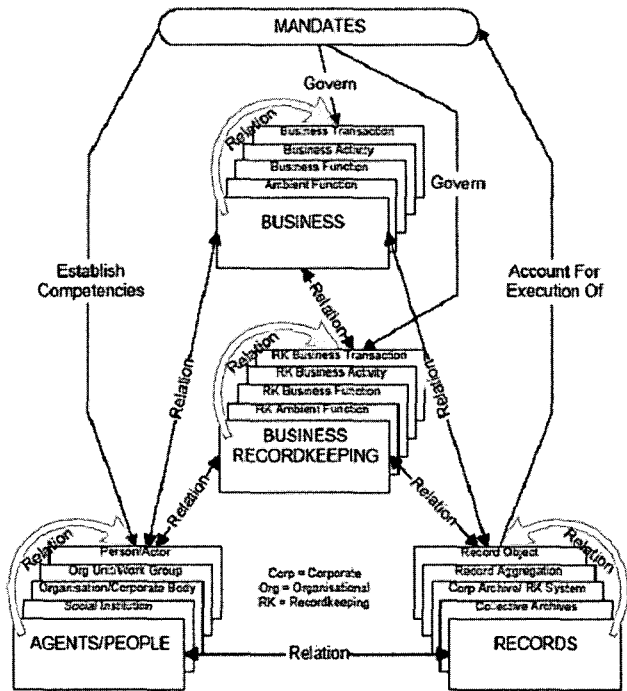 MANDATES
Govern
Relation
Business Transaction
Business Activity
Business Function
Ambient Function
BUSINESS
Govern
Establish
Competencies
Account For
Execution Of
Relation
Relation
RK Business Transaction
RK Business Activity
RK Business Function
RK Ambient Function
BUSINESS
RECORDKEEPING
Relation
Relation
Relation
Relation
Relation
Person/Actor
Org Unit/Work Group
Organisation/Corporate Body
Social Institution
AGENTS/PEOPLE
Corp = Corporate
Org = Organisational
RK = Recordkeeping
Relation
Record Object
Record Aggregation
Corp Archive/ RK System
Collective Archives
RECORDS
Relation